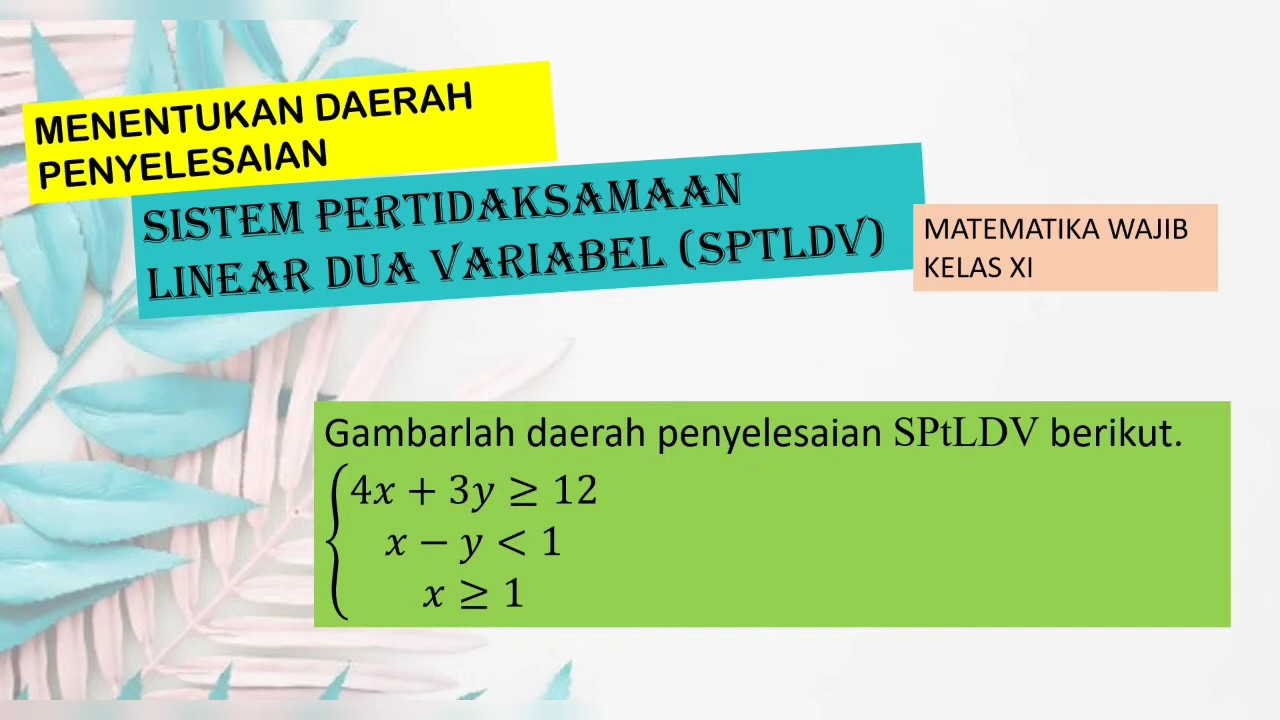 MENENTUKAN DAERAH
PENYELESAIAN
SISTEM PERTIDAKSAMAAN
LINEAR DUA VARIABEL (SPTLDV)
MATEMATIKA WAJIB
KELAS XI
Gambarlah daerah penyelesaian SPtLDV berikut.
4x + 3y ≥ 12
x − y < 1
x ≥ 1